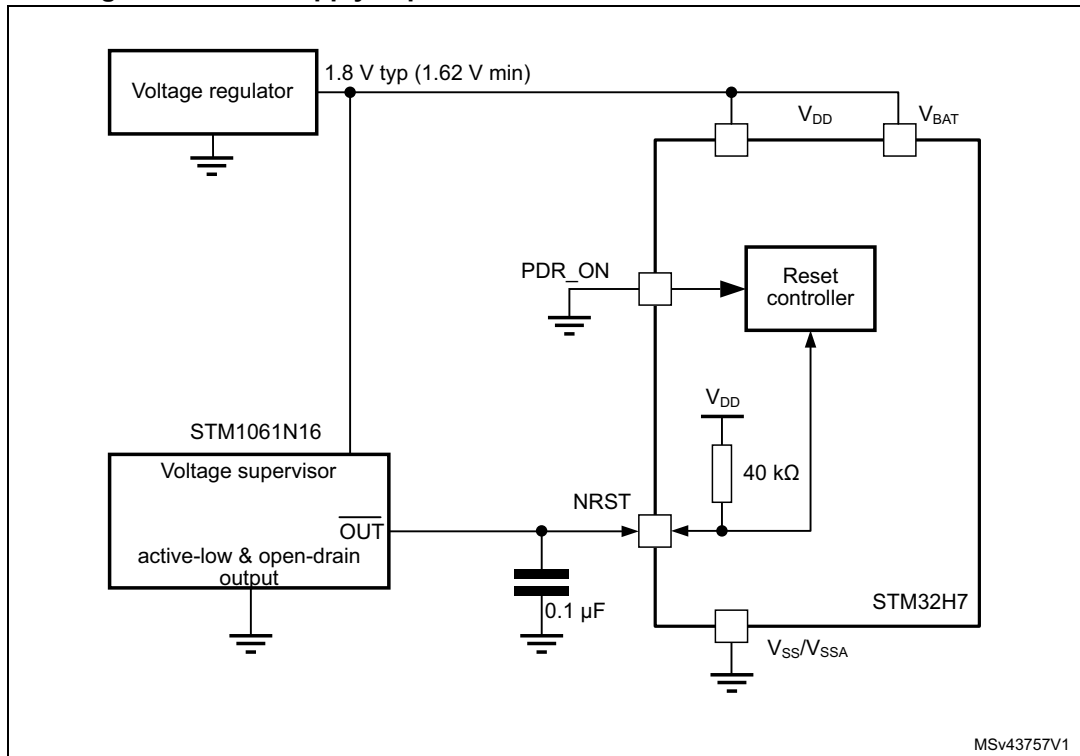 Voltage regulator
1.8 V typ (1.62 V min)
VDD
VBAT
PDR_ON
Reset
controller
VDD
STM1061N16
Voltage supervisor
40 kΩ
NRST
OUT
active-low & open-drain
output
0.1 µF
STM32H7
VSS/VSSA
MSv43757V1